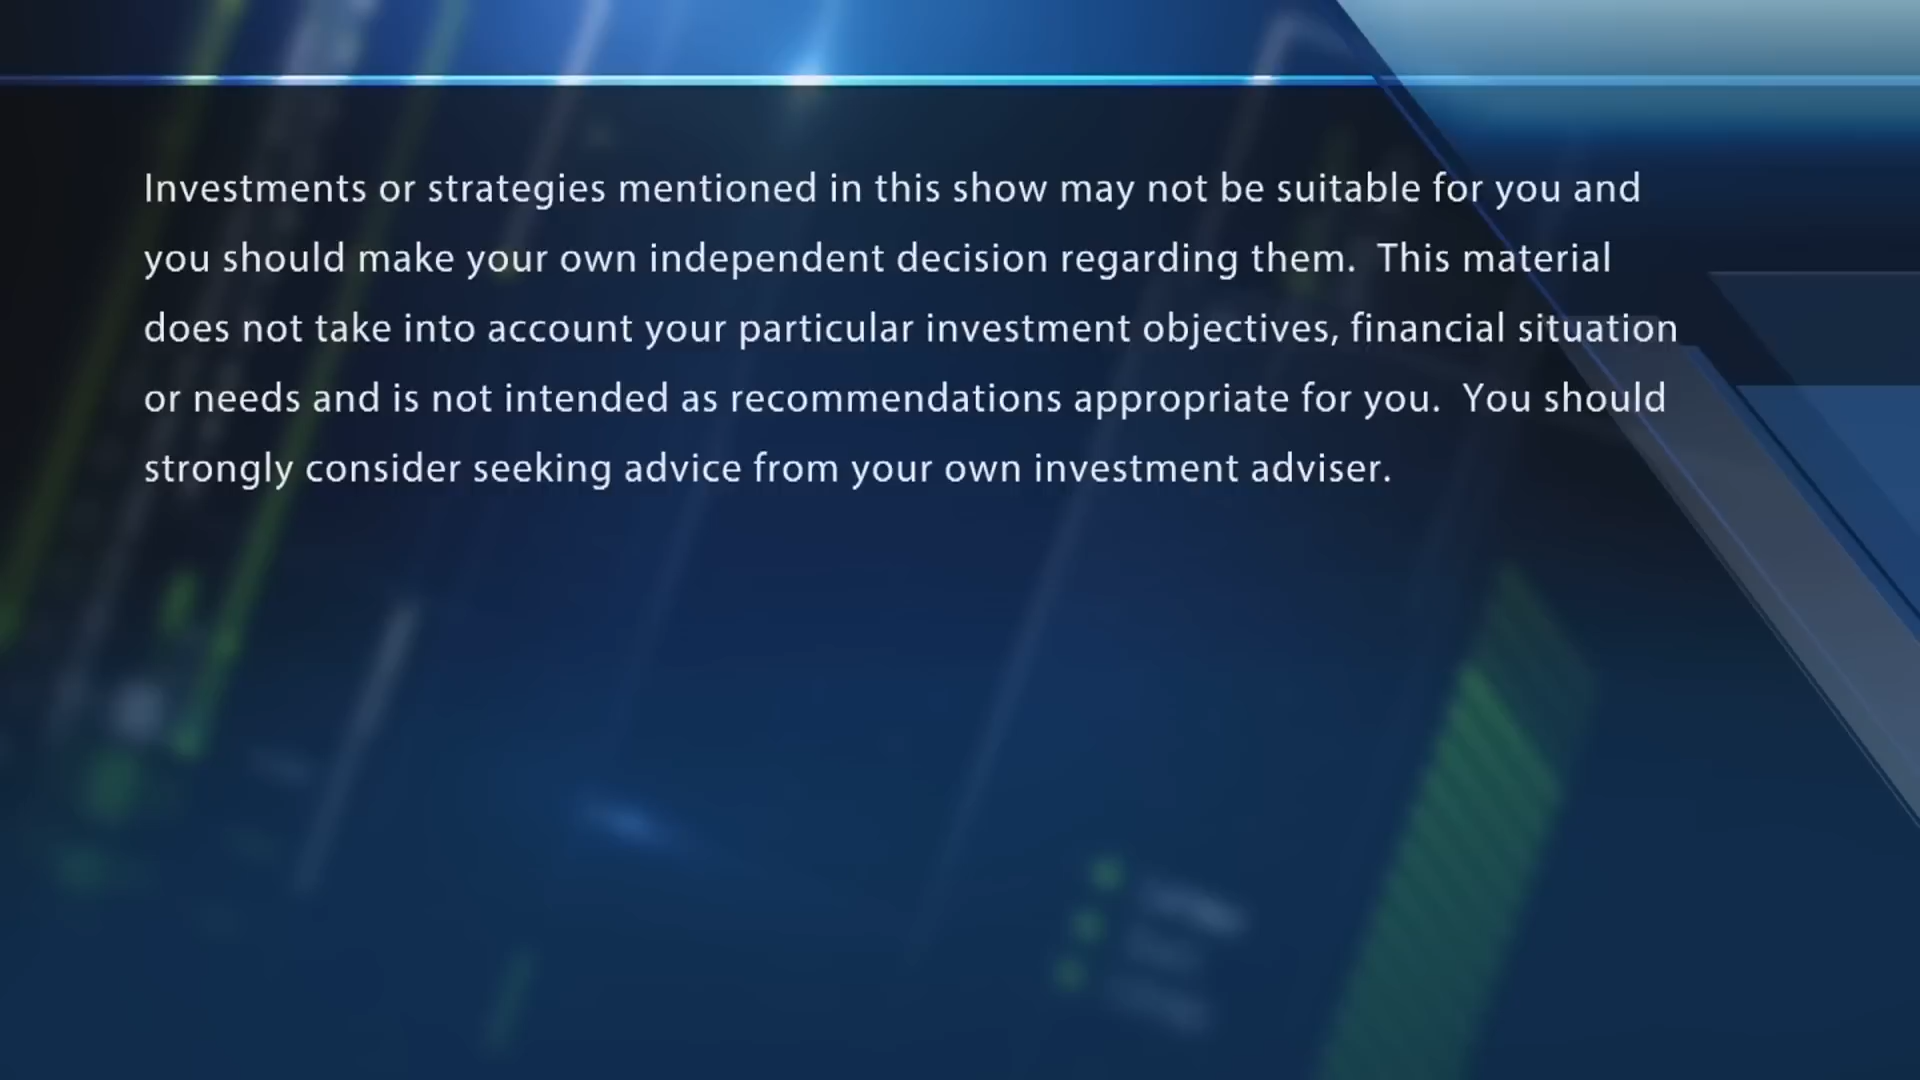 Investments or strategies mentioned in this show may not be suitable for you and
you should make your own independent decision regarding them.  This material
does not take into account your particular investment objectives, financial situation
or needs and is not intended as recommendations appropriate for you.  You should
strongly consider seeking advice from your own investment adviser.